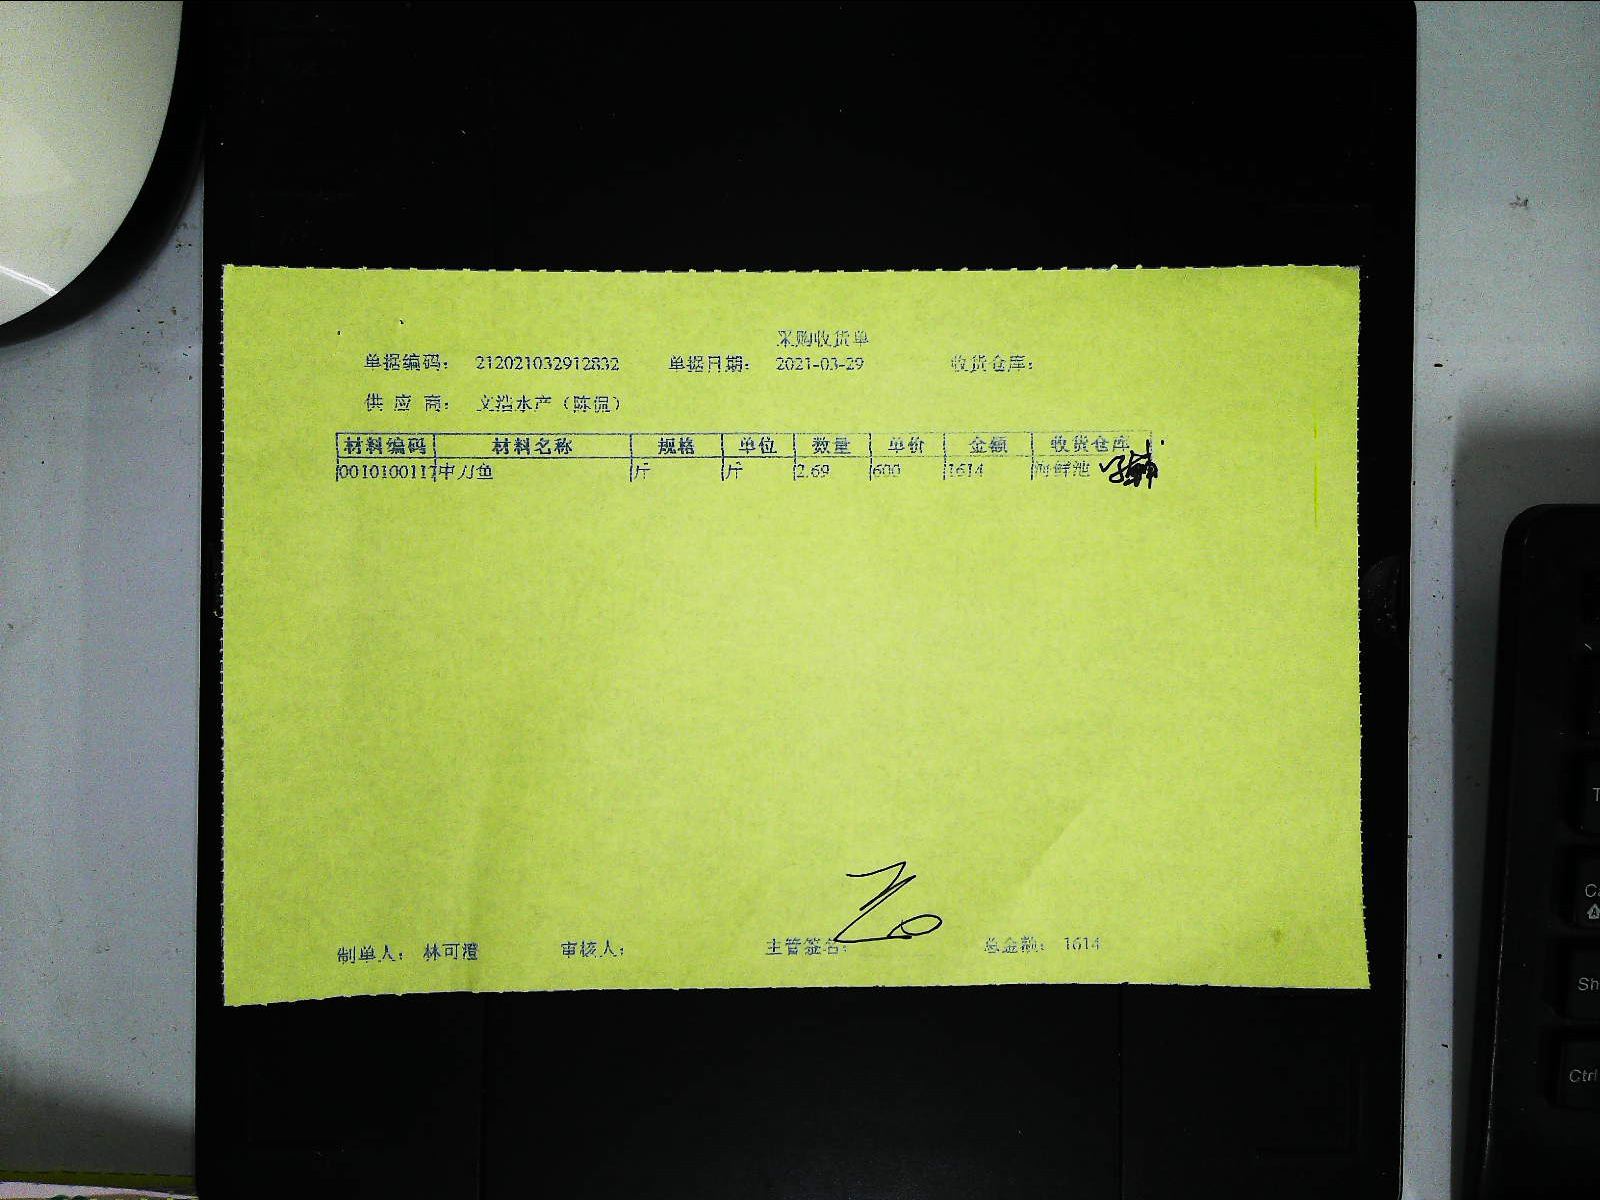 采购收货单
单据编码： 212021032912832 单据日期： 2021-03-29 收货仓库：
供 应 商： 文浩水产（陈侃）
材料编码 材料名称 规格 单位 数量 单价 金额 收货仓库
0010100117 中刀鱼 斤 斤 2.69 600 1614 海鲜池
制单人： 林可澄 审核人： 主管签名： 总金额： 1614
Sh
Ctrl